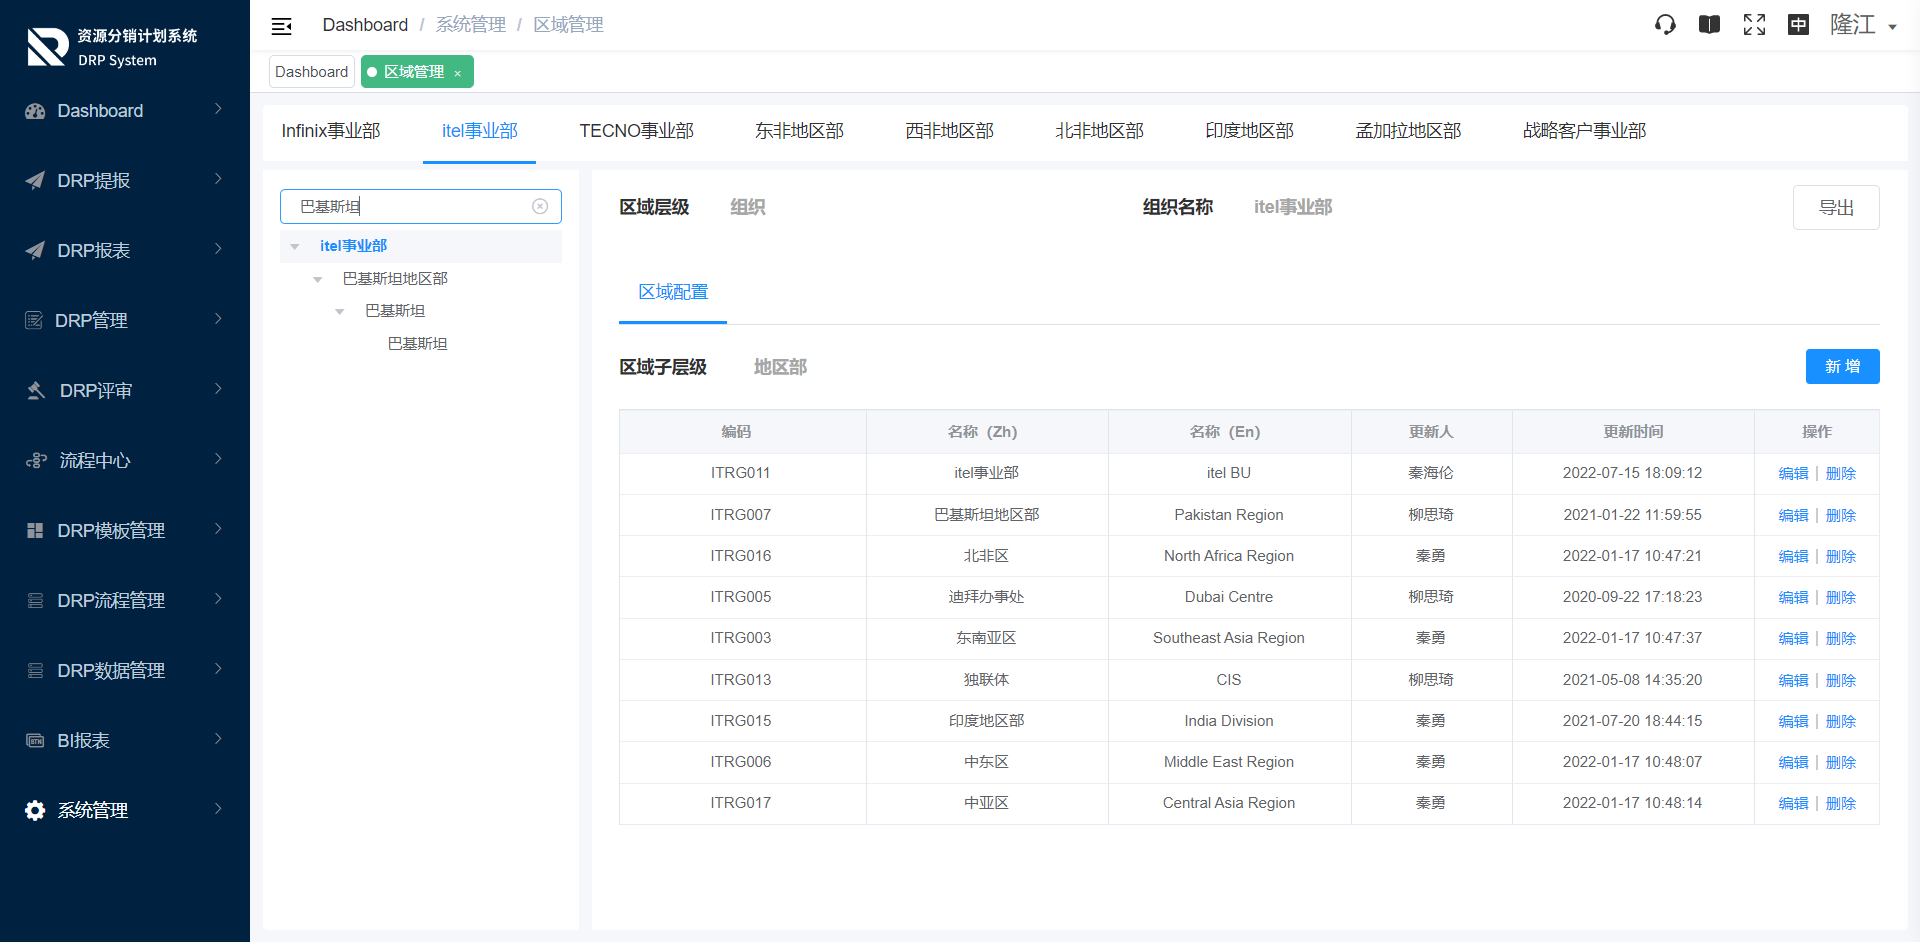 资源分销计划系统
DRP System
Dashboard
DRP提报
DRP报表
DRP管理
DRP评审
流程中心
DRP模板管理
DRP流程管理
DRP数据管理
BI报表
系统管理
Dashboard / 系统管理 / 区域管理
中 隆江
Dashboard 区域管理 ×
Infinix事业部 itel事业部 TECNO事业部 东非地区部 西非地区部 北非地区部 印度地区部 孟加拉地区部 战略客户事业部
巴基斯坦
itel事业部
巴基斯坦地区部
巴基斯坦
巴基斯坦
区域层级 组织 组织名称 itel事业部 导出
区域配置
区域子层级 地区部 新 增
编码 名称（Zh） 名称（En） 更新人 更新时间 操作
ITRG011 itel事业部 itel BU 秦海伦 2022-07-15 18:09:12 编辑 | 删除
ITRG007 巴基斯坦地区部 Pakistan Region 柳思琦 2021-01-22 11:59:55 编辑 | 删除
ITRG016 北非区 North Africa Region 秦勇 2022-01-17 10:47:21 编辑 | 删除
ITRG005 迪拜办事处 Dubai Centre 柳思琦 2020-09-22 17:18:23 编辑 | 删除
ITRG003 东南亚区 Southeast Asia Region 秦勇 2022-01-17 10:47:37 编辑 | 删除
ITRG013 独联体 CIS 柳思琦 2021-05-08 14:35:20 编辑 | 删除
ITRG015 印度地区部 India Division 秦勇 2021-07-20 18:44:15 编辑 | 删除
ITRG006 中东区 Middle East Region 秦勇 2022-01-17 10:48:07 编辑 | 删除
ITRG017 中亚区 Central Asia Region 秦勇 2022-01-17 10:48:14 编辑 | 删除